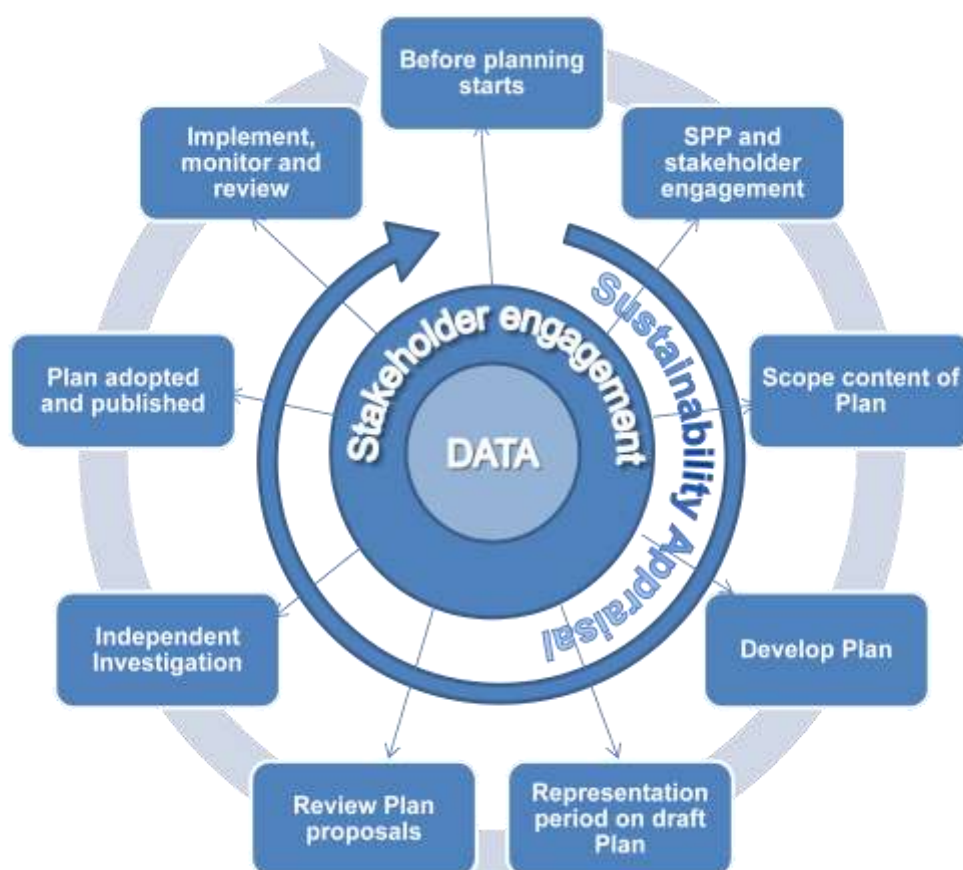 Before planning
starts
SPP and
stakeholder
engagement
Scope content of
Plan
Develop Plan
Representation
period on draft
Plan
Review Plan
proposals
Independent
Investigation
Plan adopted
and published
Implement,
monitor and
review
Stakeholder engagement
DATA
Sustainability Appraisal